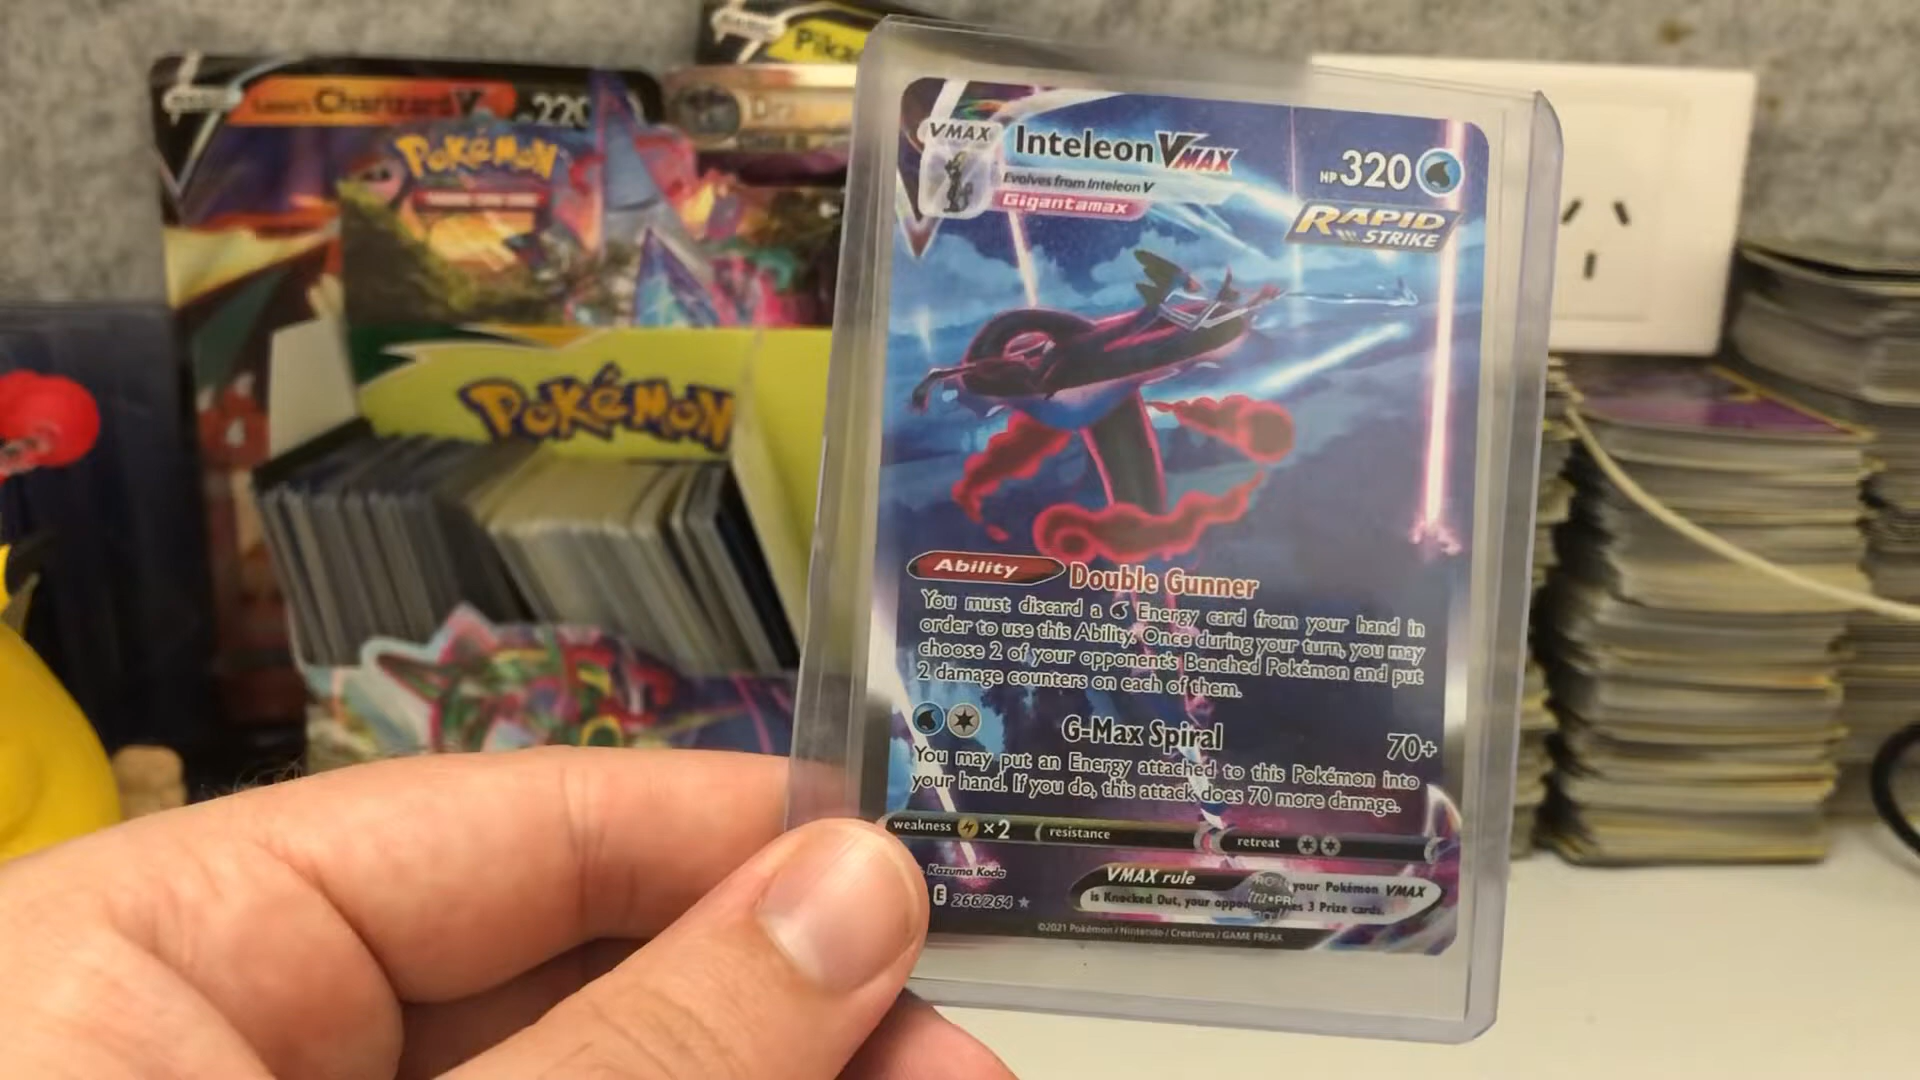 Pika
Charizard V
220
POKéMON
POKéMON
VMAX
Inteleon VMAX
HP 320
Evolves from Inteleon V
Gigantamax
RAPID
STRIKE
Ability Double Gunner
You must discard a Energy card from your hand in
order to use this Ability. Once during your turn, you may
choose 2 of your opponent's Benched Pokémon and put
2 damage counters on each of them.
G-Max Spiral 70+
You may put an Energy attached to this Pokémon into
your hand. If you do, this attack does 70 more damage.
weakness ×2 resistance retreat
Kazuma Koda
VMAX rule your Pokémon VMAX
is Knocked Out, your 3 Prize cards.
E 266/264
©2021 Pokémon / Nintendo / Creatures / GAME FREAK